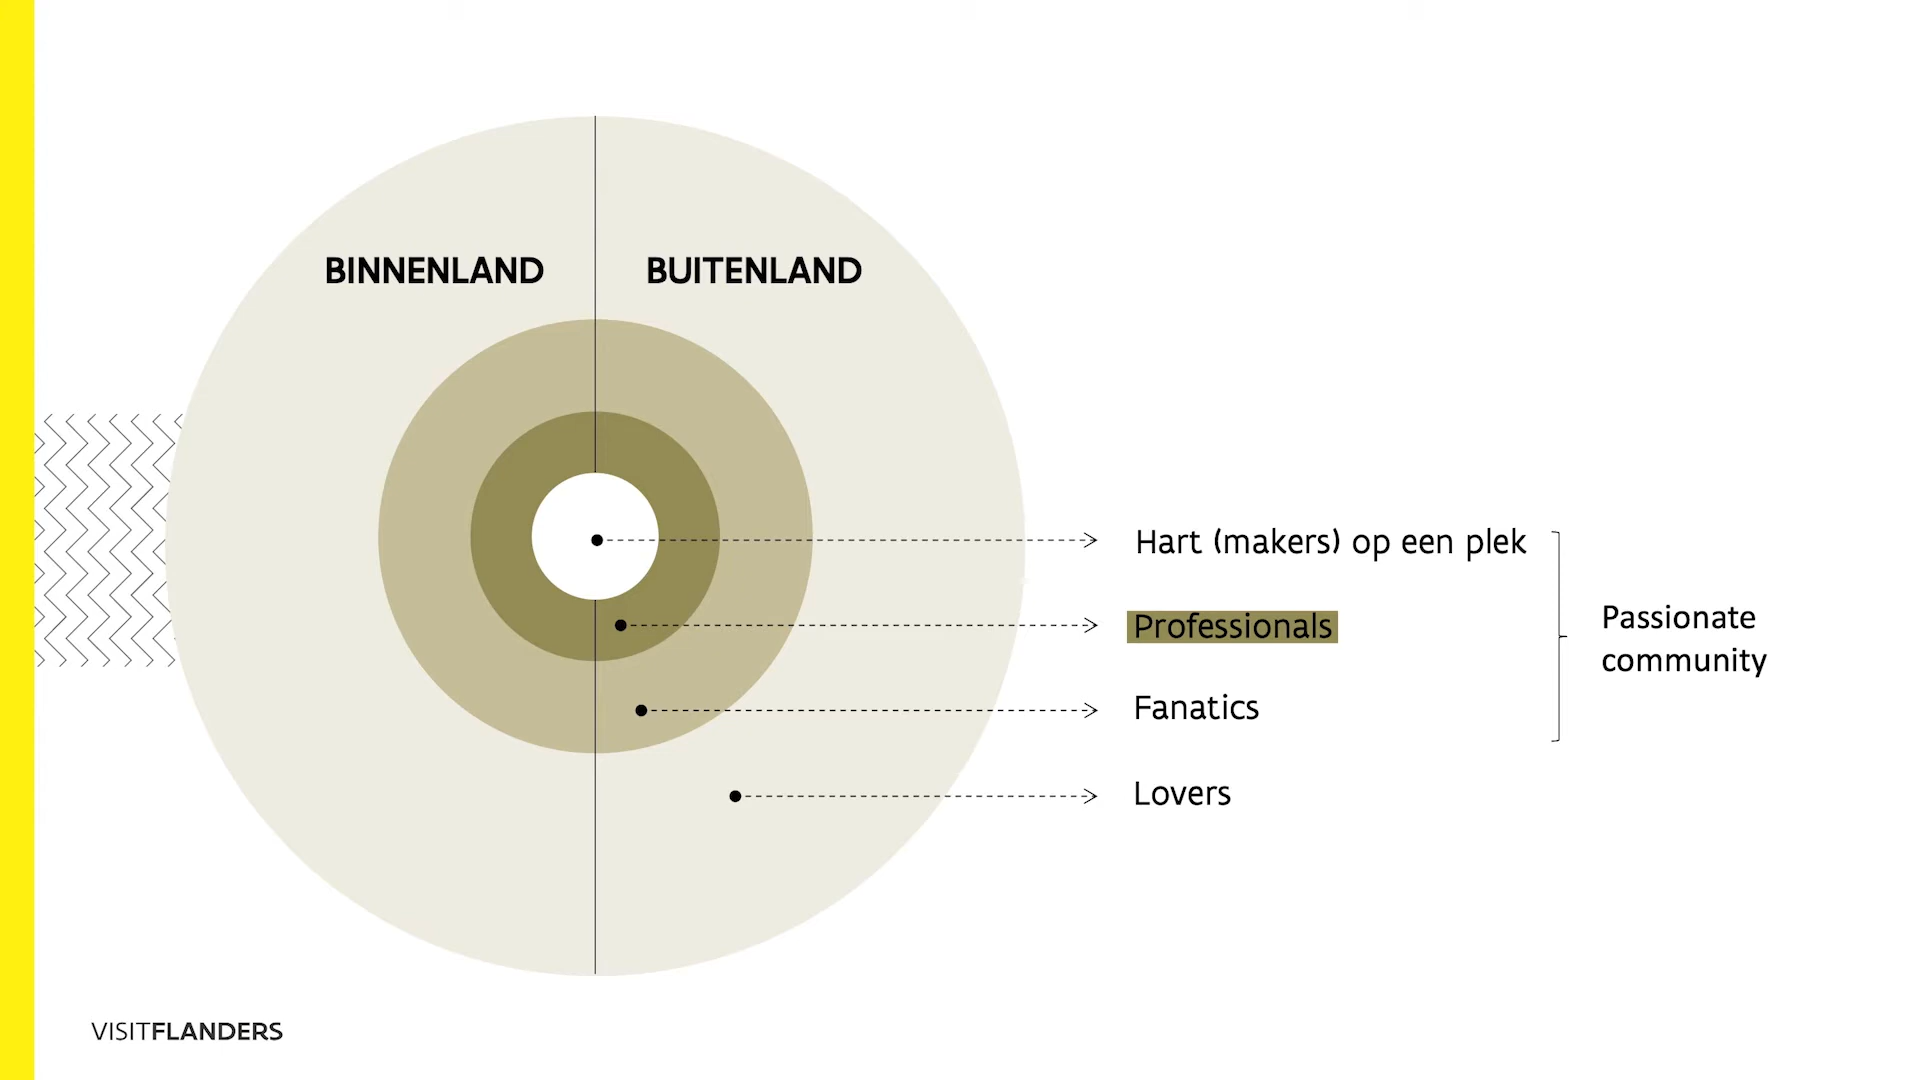 BINNENLAND
BUITENLAND
Hart (makers) op een plek
Professionals
Fanatics
Lovers
Passionate
community
VISITFLANDERS